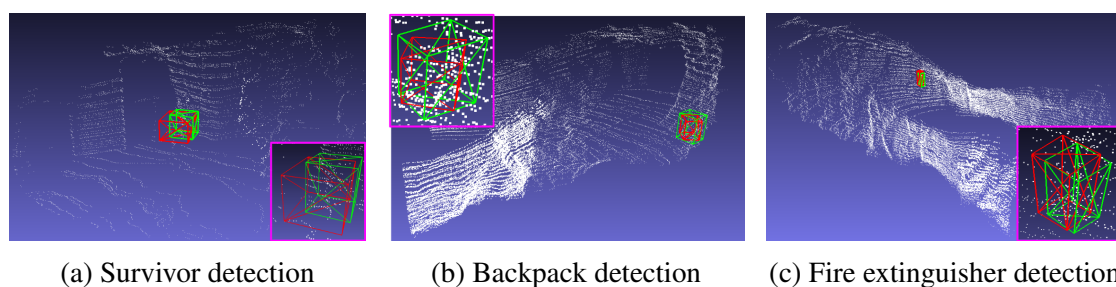 (a) Survivor detection
(b) Backpack detection
(c) Fire extinguisher detection